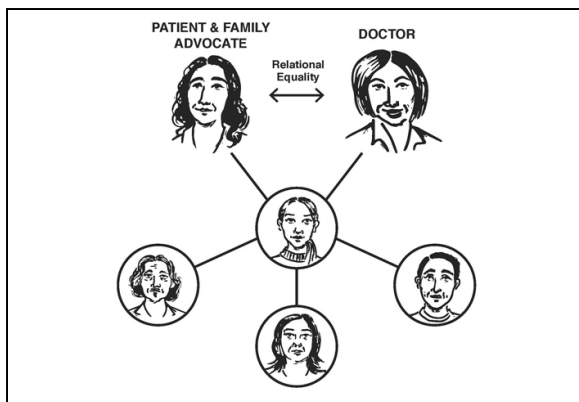 PATIENT & FAMILY
ADVOCATE
DOCTOR
Relational
Equality